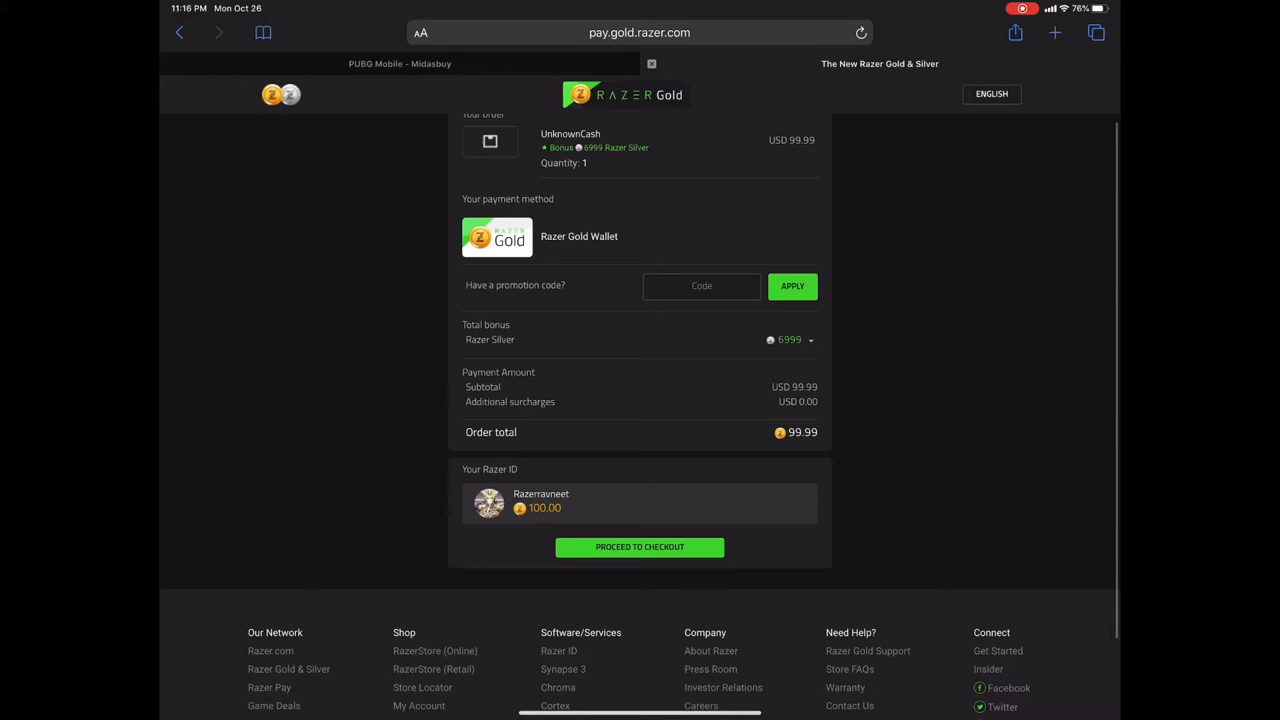 11:16 PM Mon Oct 26
76%
AA
pay.gold.razer.com
PUBG Mobile - Midasbuy
The New Razer Gold & Silver
RAZER Gold
ENGLISH
Your order
UnknownCash
USD 99.99
Bonus 6999 Razer Silver
Quantity: 1
Your payment method
RAZER
Gold
Razer Gold Wallet
Have a promotion code?
Code
APPLY
Total bonus
Razer Silver
6999
Payment Amount
Subtotal
USD 99.99
Additional surcharges
USD 0.00
Order total
99.99
Your Razer ID
Razerravneet
100.00
PROCEED TO CHECKOUT
Our Network
Shop
Software/Services
Company
Need Help?
Connect
Razer.com
RazerStore (Online)
Razer ID
About Razer
Razer Gold Support
Get Started
Razer Gold & Silver
RazerStore (Retail)
Synapse 3
Press Room
Store FAQs
Insider
Razer Pay
Store Locator
Chroma
Investor Relations
Warranty
Facebook
Game Deals
My Account
Cortex
Careers
Contact Us
Twitter